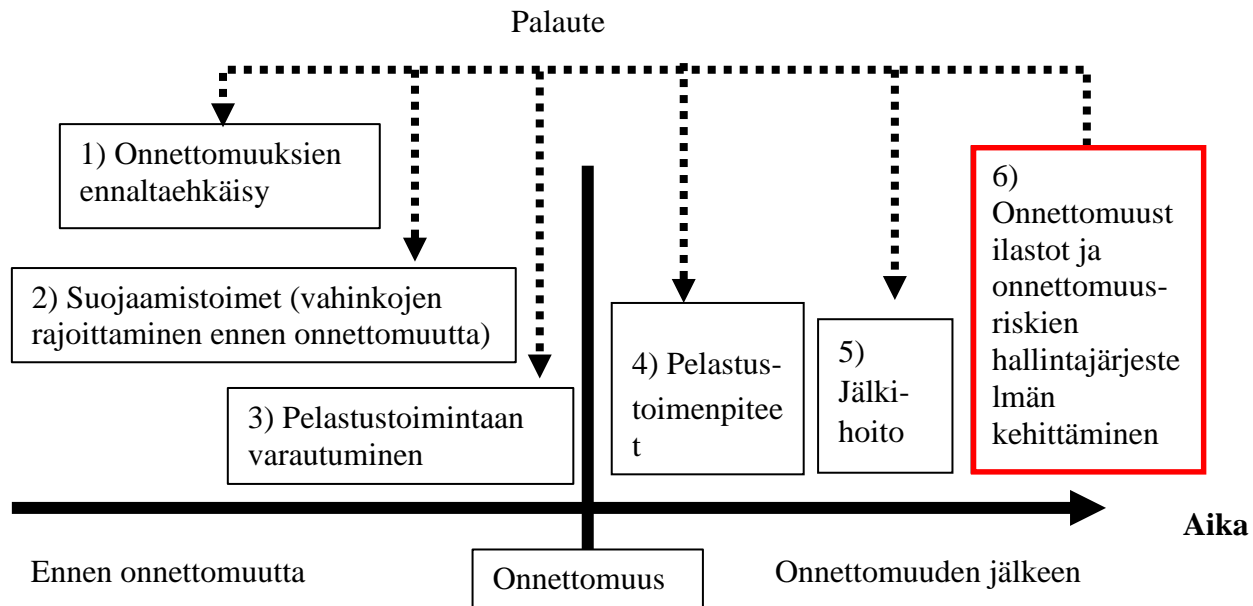 Palaute
1) Onnettomuuksien
ennaltaehkäisy
2) Suojaamistoimet (vahinkojen
rajoittaminen ennen onnettomuutta)
3) Pelastustoimintaan
varautuminen
4) Pelastus-
toimenpitee
t
5)
Jälki-
hoito
6)
Onnettomuust
ilastot ja
onnettomuus-
riskien
hallintajärjeste
lmän
kehittäminen
Aika
Ennen onnettomuutta
Onnettomuus
Onnettomuuden jälkeen